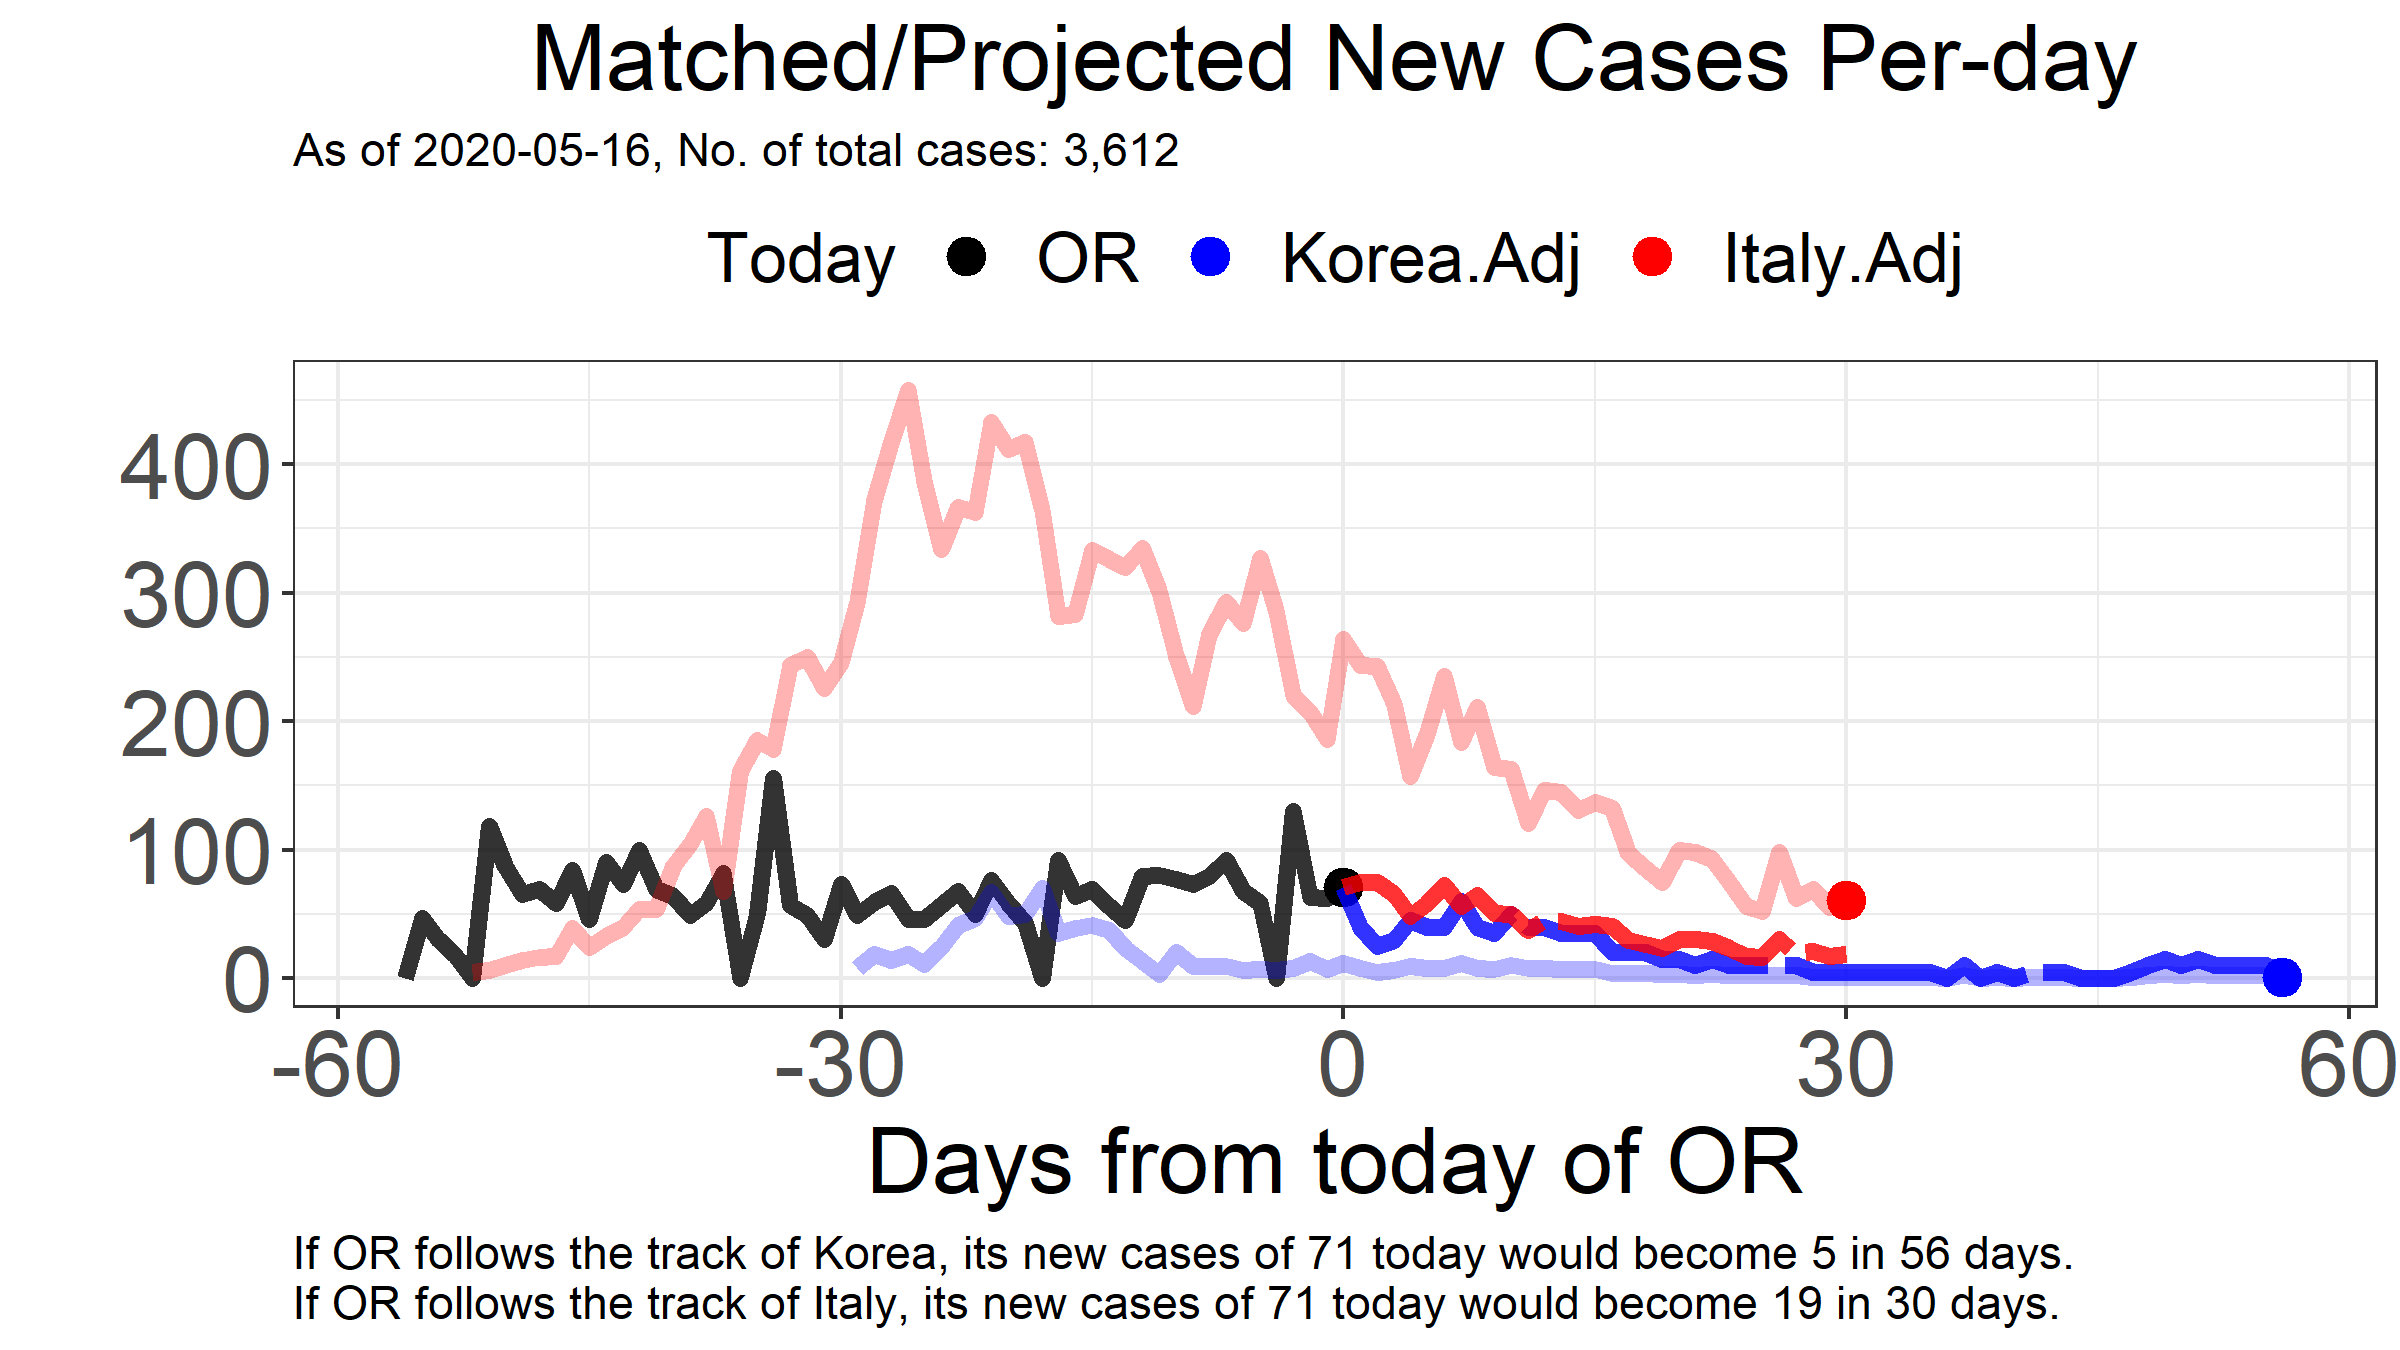 Matched/Projected New Cases Per-day
As of 2020-05-16, No. of total cases: 3,612
Today OR Korea.Adj Italy.Adj
400
300
200
100
0
-60 -30 0 30 60
Days from today of OR
If OR follows the track of Korea, its new cases of 71 today would become 5 in 56 days.
If OR follows the track of Italy, its new cases of 71 today would become 19 in 30 days.